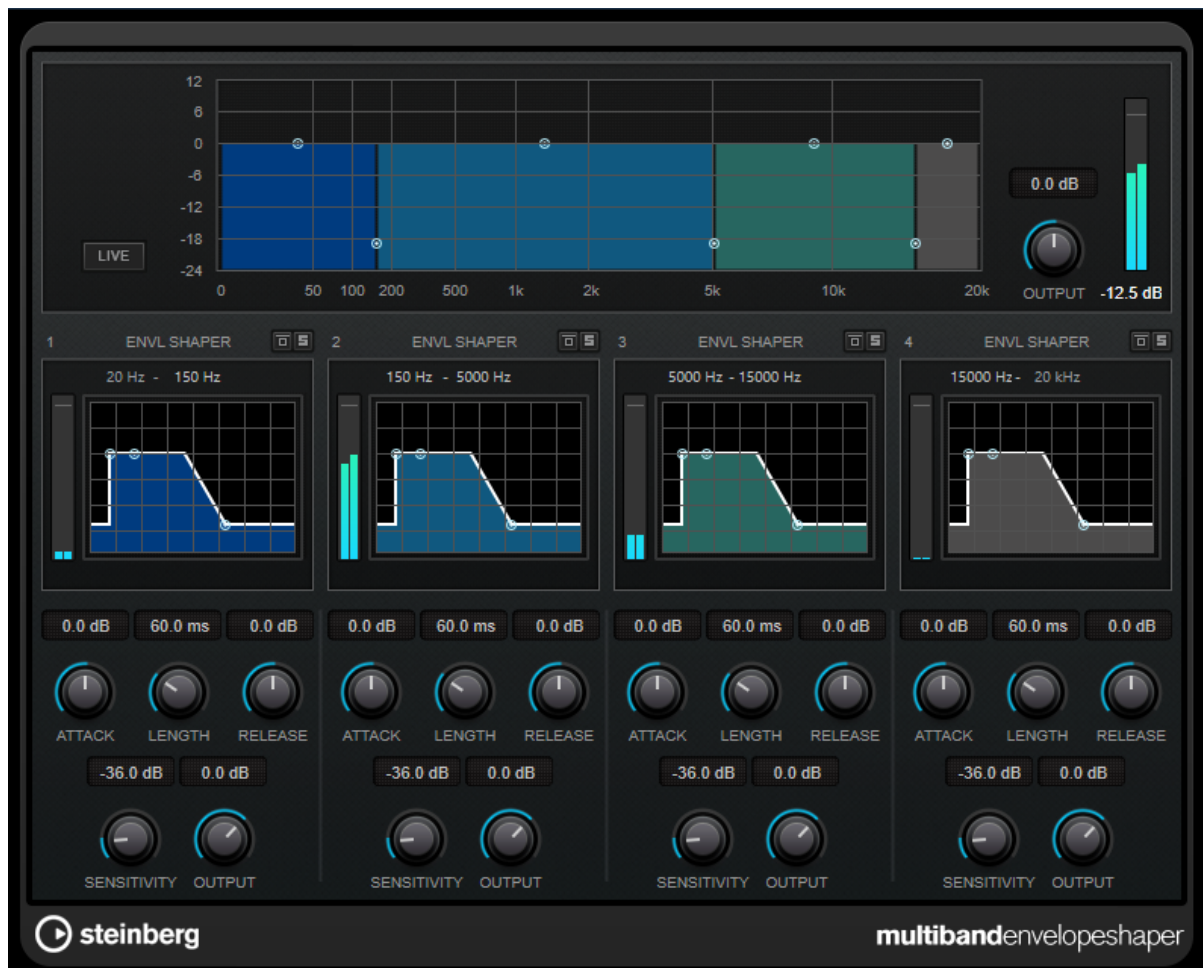 12
6
0
-6
-12
-18
-24
LIVE
0 50 100 200 500 1k 2k 5k 10k 20k
0.0 dB
OUTPUT -12.5 dB
1 ENVL SHAPER S 2 ENVL SHAPER S 3 ENVL SHAPER S 4 ENVL SHAPER S
20 Hz - 150 Hz 150 Hz - 5000 Hz 5000 Hz - 15000 Hz 15000 Hz - 20 kHz
0.0 dB 60.0 ms 0.0 dB 0.0 dB 60.0 ms 0.0 dB 0.0 dB 60.0 ms 0.0 dB 0.0 dB 60.0 ms 0.0 dB
ATTACK LENGTH RELEASE ATTACK LENGTH RELEASE ATTACK LENGTH RELEASE ATTACK LENGTH RELEASE
-36.0 dB 0.0 dB -36.0 dB 0.0 dB -36.0 dB 0.0 dB -36.0 dB 0.0 dB
SENSITIVITY OUTPUT SENSITIVITY OUTPUT SENSITIVITY OUTPUT SENSITIVITY OUTPUT
steinberg multibandenvelopeshaper